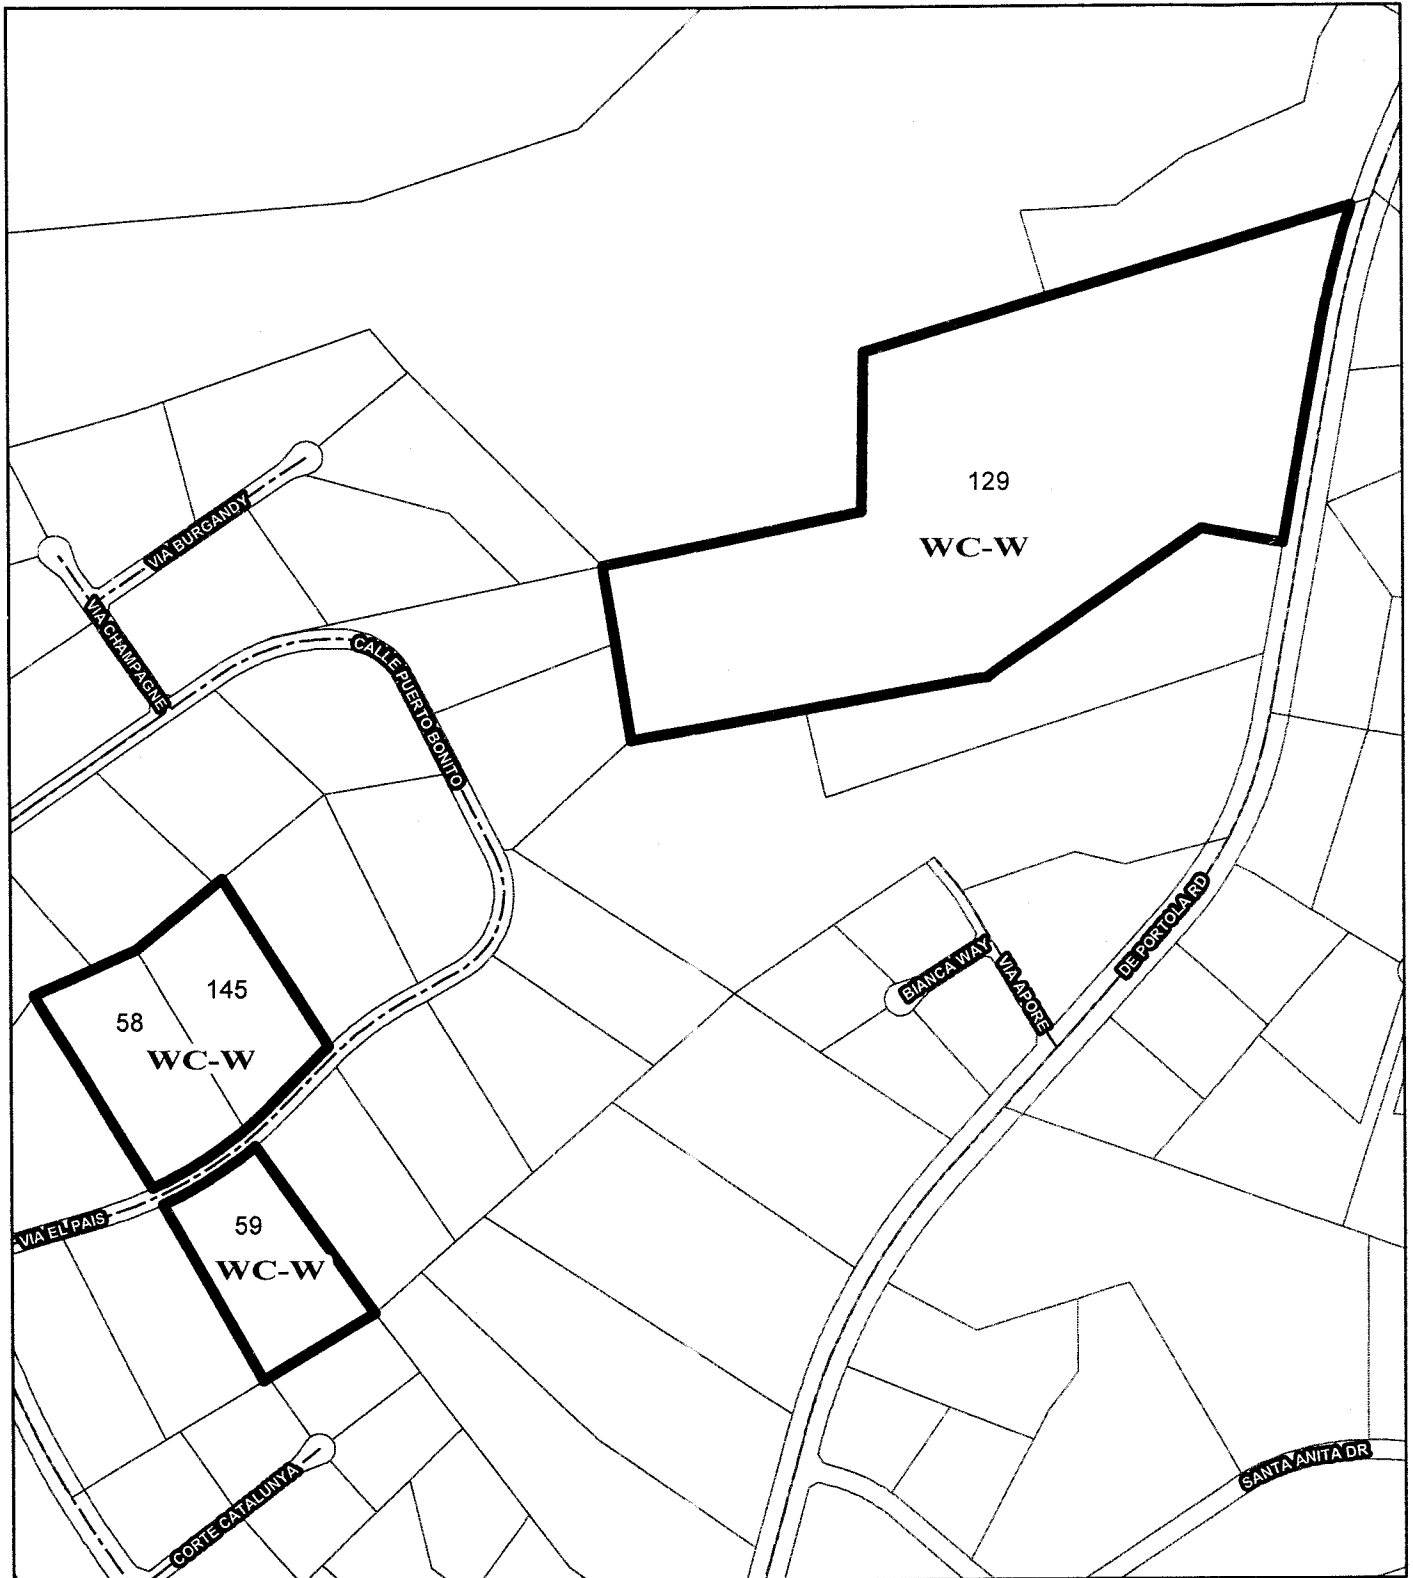 129
WC-W
VIA BURGANDY
VIA CHAMPAGNE
CALLE PUERTO BONITO
DE PORTOLA RD
BIANCA WAY
VIA APORE
145
58
WC-W
VIA EL PAIS
59
WC-W
SANTA ANITA DR
CORTE CATALUNYA